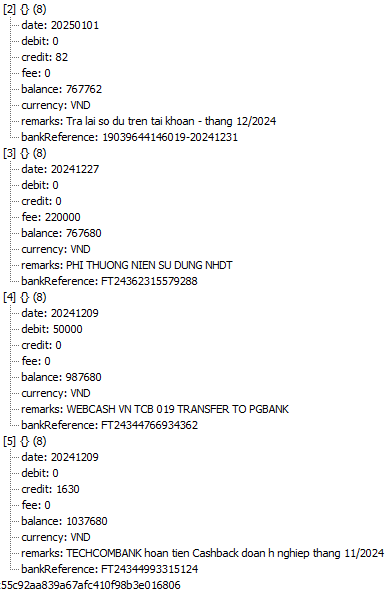 [2] {} (8)
date: 20250101
debit: 0
credit: 82
fee: 0
balance: 767762
currency: VND
remarks: Tra lai so du tren tai khoan - thang 12/2024
bankReference: 19039644146019-20241231
[3] {} (8)
date: 20241227
debit: 0
credit: 0
fee: 220000
balance: 767680
currency: VND
remarks: PHI THUONG NIEN SU DUNG NHDT
bankReference: FT24362315579288
[4] {} (8)
date: 20241209
debit: 50000
credit: 0
fee: 0
balance: 987680
currency: VND
remarks: WEBCASH VN TCB 019 TRANSFER TO PGBANK
bankReference: FT24344766934362
[5] {} (8)
date: 20241209
debit: 0
credit: 1630
fee: 0
balance: 1037680
currency: VND
remarks: TECHCOMBANK hoan tien Cashback doan h nghiep thang 11/2024
bankReference: FT24344993315124
:55c92aa839a67afc410f98b3e016806